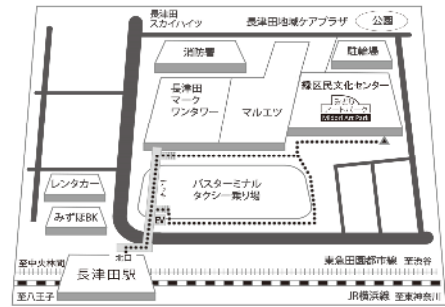 長津田
スカイハイツ
長津田地域ケアプラザ
公園
消防署
駐輪場
長津田
マーク
ワンタワー
マルエツ
緑区民文化センター
みどり
アートパーク
Midori Art Park
レンタカー
デッキ
バスターミナル
タクシー乗り場
みずほBK
EV
北口
至中央林間
東急田園都市線 至渋谷
長津田駅
至八王子
JR横浜線 至東神奈川